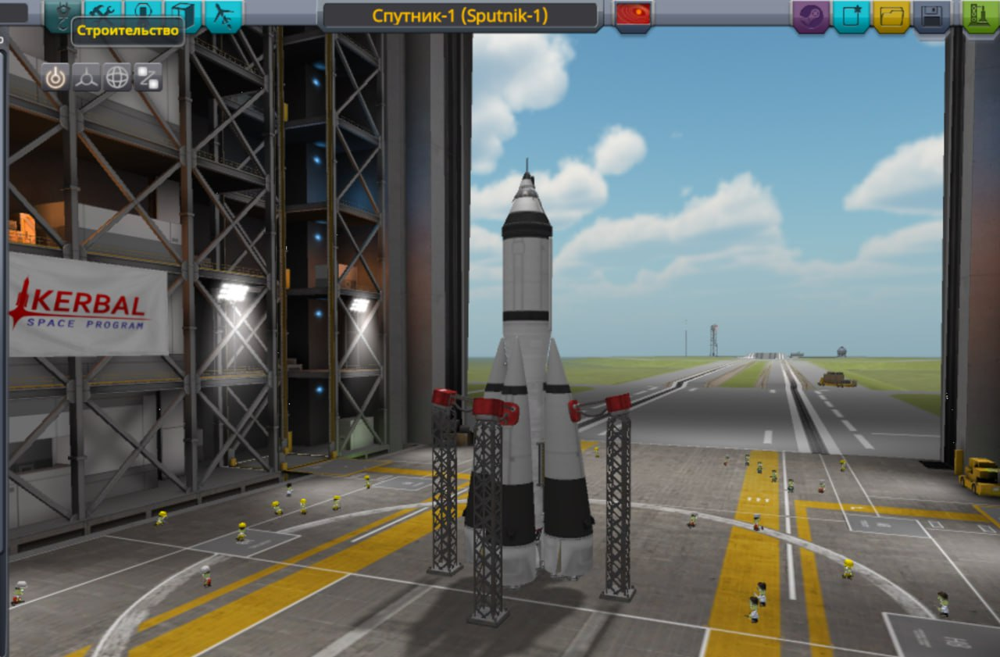 Спутник-1 (Sputnik-1)
Строительство
KERBAL
SPACE PROGRAM